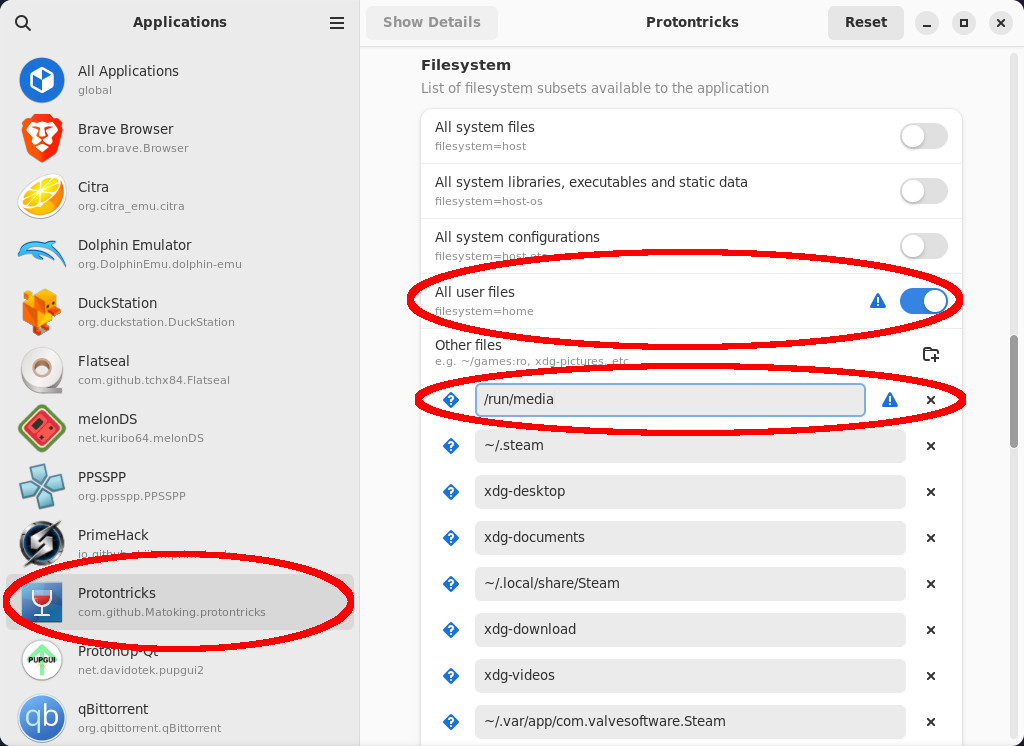 Applications
All Applications
global
Brave Browser
com.brave.Browser
Citra
org.citra_emu.citra
Dolphin Emulator
org.DolphinEmu.dolphin-emu
DuckStation
org.duckstation.DuckStation
Flatseal
com.github.tchx84.Flatseal
melonDS
net.kuribo64.melonDS
PPSSPP
org.ppsspp.PPSSPP
PrimeHack
Protontricks
com.github.Matoking.protontricks
PUPGUI
ProtonUp-Qt
net.davidotek.pupgui2
qb
qBittorrent
org.qbittorrent.qBittorrent
Show Details
Protontricks
Reset
Filesystem
List of filesystem subsets available to the application
All system files
filesystem=host
All system libraries, executables and static data
filesystem=host-os
All system configurations
filesystem=host-etc
All user files
filesystem=home
Other files
e.g. ~/games:ro, xdg-pictures, etc
/run/media
~/.steam
xdg-desktop
xdg-documents
~/.local/share/Steam
xdg-download
xdg-videos
~/.var/app/com.valvesoftware.Steam